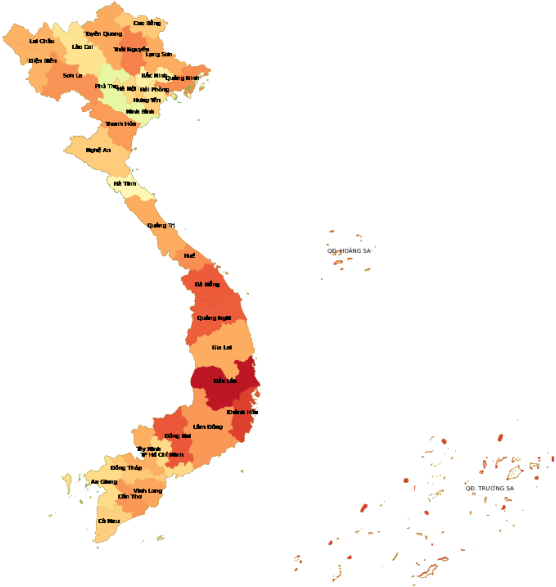 Cao Bằng
Tuyên Quang
Lai Châu
Lào Cai
Thái Nguyên
Lạng Sơn
Điện Biên
Sơn La
Bắc Ninh
Quảng Ninh
Phú Thọ
Hà Nội
Hải Phòng
Hưng Yên
Ninh Bình
Thanh Hóa
Nghệ An
Hà Tĩnh
Quảng Trị
Huế
QĐ. HOÀNG SA
Đà Nẵng
Quảng Ngãi
Gia Lai
Đắk Lắk
Khánh Hòa
Lâm Đồng
Đồng Nai
Tây Ninh
TP Hồ Chí Minh
Đồng Tháp
An Giang
Vĩnh Long
Cần Thơ
Cà Mau
QĐ. TRƯỜNG SA